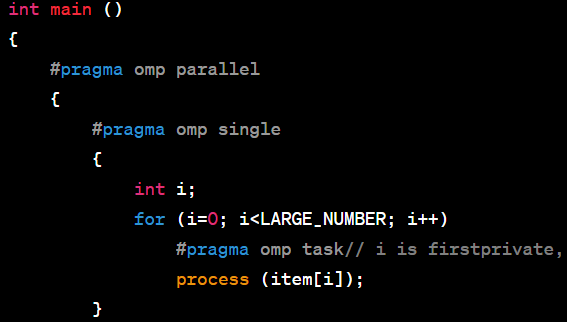 int main ()
{
#pragma omp parallel
{
#pragma omp single
{
int i;
for (i=0; i<LARGE_NUMBER; i++)
#pragma omp task// i is firstprivate,
process (item[i]);
}